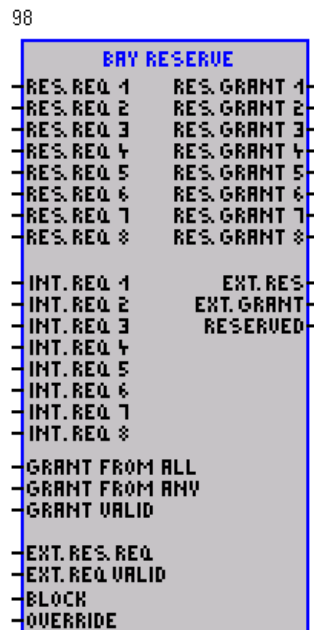 98
BAY RESERVE
RES. REQ 1 RES. GRANT 1
RES. REQ 2 RES. GRANT 2
RES. REQ 3 RES. GRANT 3
RES. REQ 4 RES. GRANT 4
RES. REQ 5 RES. GRANT 5
RES. REQ 6 RES. GRANT 6
RES. REQ 7 RES. GRANT 7
RES. REQ 8 RES. GRANT 8
INT. REQ 1 EXT. RES
INT. REQ 2 EXT. GRANT
INT. REQ 3 RESERVED
INT. REQ 4
INT. REQ 5
INT. REQ 6
INT. REQ 7
INT. REQ 8
GRANT FROM ALL
GRANT FROM ANY
GRANT VALID
EXT. RES. REQ
EXT. REQ VALID
BLOCK
OVERRIDE